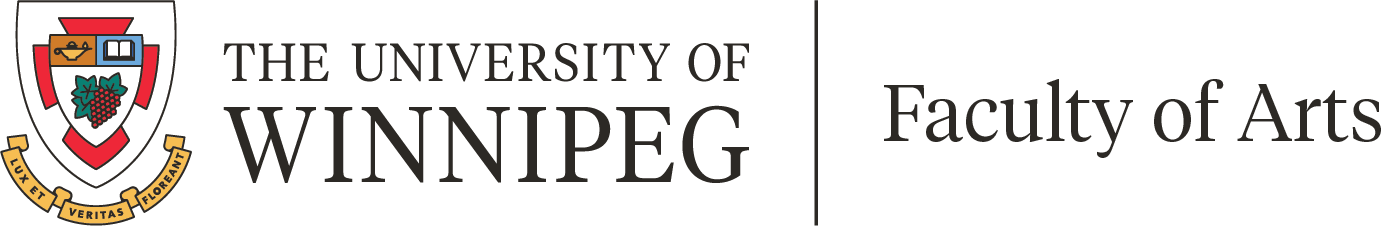 THE UNIVERSITY OF
WINNIPEG
Faculty of Arts
LUX ET
VERITAS
FLOREANT